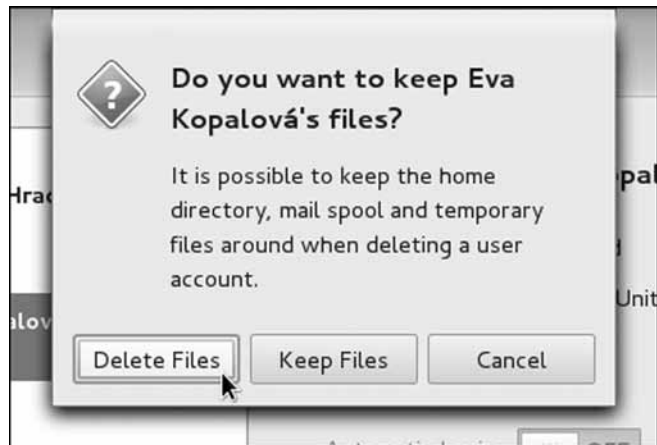 Do you want to keep Eva
Kopalová's files?
It is possible to keep the home
directory, mail spool and temporary
files around when deleting a user
account.
Delete Files
Keep Files
Cancel
OFF